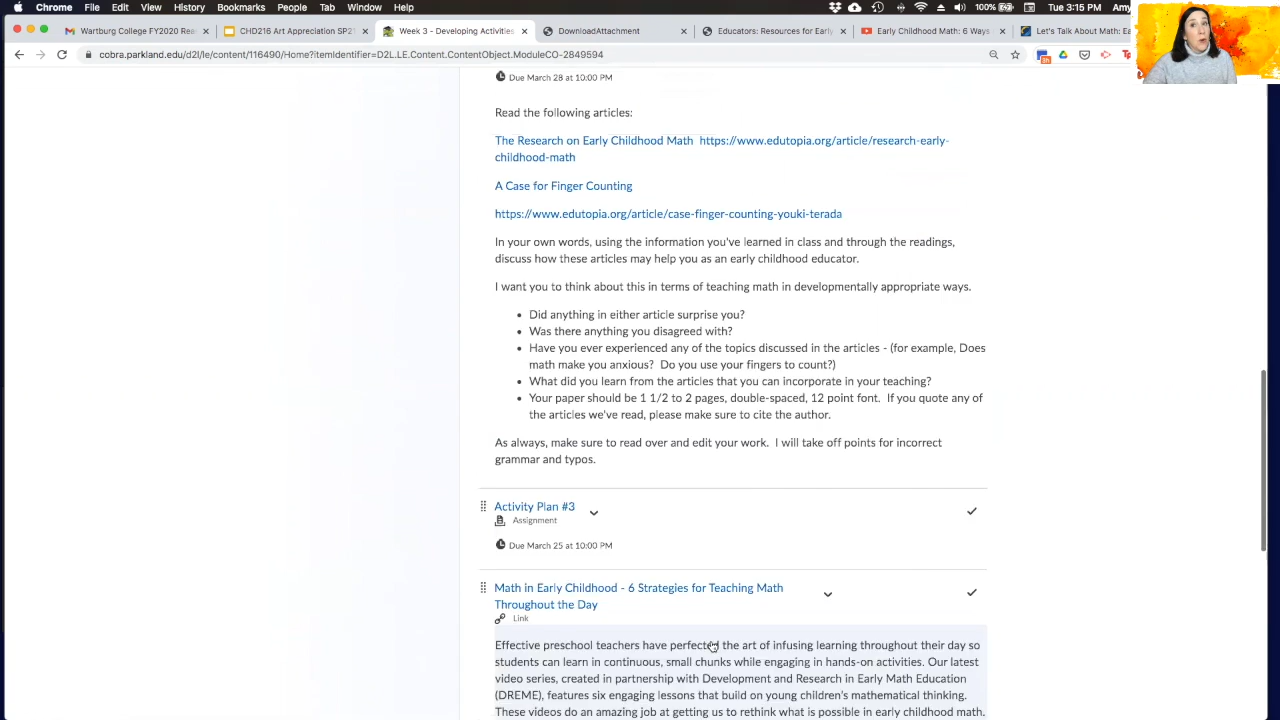 Chrome File Edit View History Bookmarks People Tab Window Help 100% Tue 3:15 PM Amy
Wartburg College FY2020 Rea × CHD216 Art Appreciation SP21 × Week 3 - Developing Activities × DownloadAttachment × Educators: Resources for Early × Early Childhood Math: 6 Ways × Let's Talk About Math: Ea
cobra.parkland.edu/d2l/le/content/116490/Home?itemIdentifier=D2L.LE.Content.ContentObject.ModuleCO-2849594
Due March 28 at 10:00 PM
Read the following articles:
The Research on Early Childhood Math https://www.edutopia.org/article/research-early-
childhood-math
A Case for Finger Counting
https://www.edutopia.org/article/case-finger-counting-youki-terada
In your own words, using the information you've learned in class and through the readings,
discuss how these articles may help you as an early childhood educator.
I want you to think about this in terms of teaching math in developmentally appropriate ways.
• Did anything in either article surprise you?
• Was there anything you disagreed with?
• Have you ever experienced any of the topics discussed in the articles - (for example, Does
math make you anxious? Do you use your fingers to count?)
• What did you learn from the articles that you can incorporate in your teaching?
• Your paper should be 1 1/2 to 2 pages, double-spaced, 12 point font. If you quote any of
the articles we've read, please make sure to cite the author.
As always, make sure to read over and edit your work. I will take off points for incorrect
grammar and typos.
Activity Plan #3
Assignment
Due March 25 at 10:00 PM
Math in Early Childhood - 6 Strategies for Teaching Math
Throughout the Day
Link
Effective preschool teachers have perfected the art of infusing learning throughout their day so
students can learn in continuous, small chunks while engaging in hands-on activities. Our latest
video series, created in partnership with Development and Research in Early Math Education
(DREME), features six engaging lessons that build on young children's mathematical thinking.
These videos do an amazing job at getting us to rethink what is possible in early childhood math.